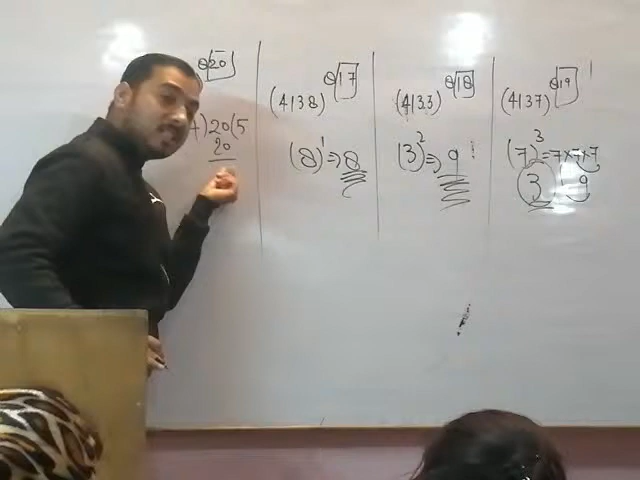 20
4)20(5
20
(4138) 17
(8)¹ ⇒ 8
(4133) 18
(3)² ⇒ 9
(4137) 19
(7)³ = 7×7×7
3 9